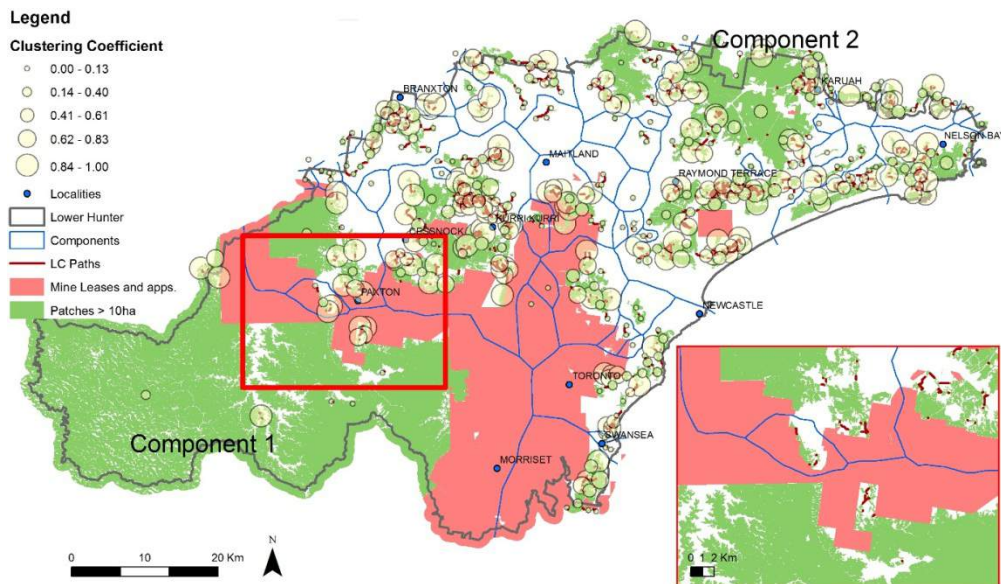 Legend
Clustering Coefficient
0.00 - 0.13
0.14 - 0.40
0.41 - 0.61
0.62 - 0.83
0.84 - 1.00
Localities
Lower Hunter
Components
LC Paths
Mine Leases and apps.
Patches > 10ha
Component 2
BRANXTON
KARUAH
NELSON BAY
MAITLAND
RAYMOND TERRACE
KURRI KURRI
CESSNOCK
PAXTON
NEWCASTLE
TORONTO
SWANSEA
Component 1
MORRISET
0 10 20 Km
N
0 1 2 Km